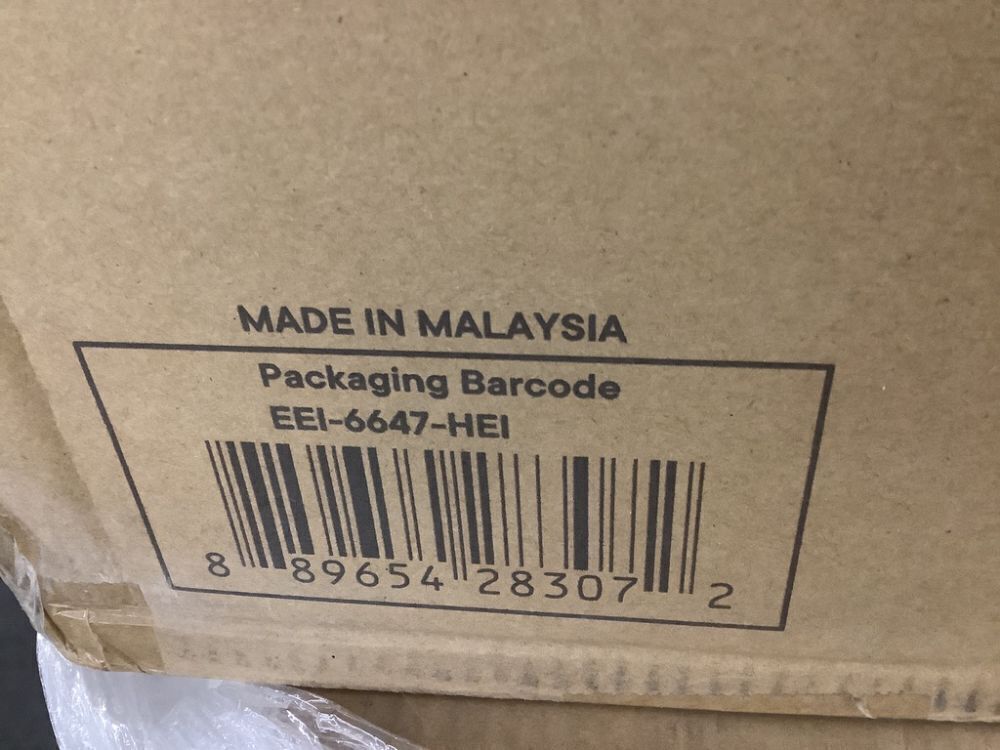 MADE IN MALAYSIA
Packaging Barcode
EEI-6647-HEI
8 89654 28307 2